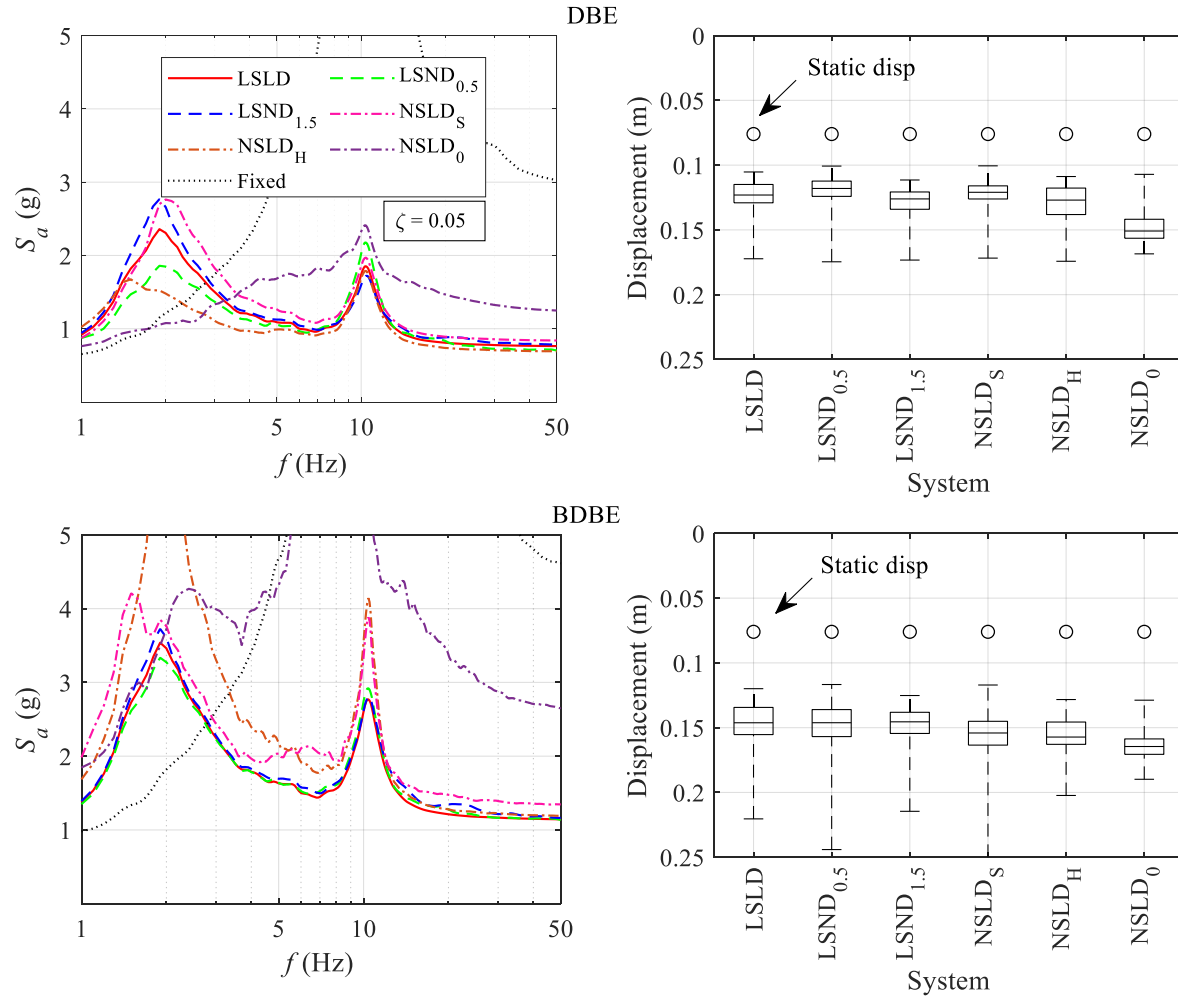 DBE
5
4
3
2
1
S_a (g)
LSLD
LSND_1.5
NSLD_H
Fixed
LSND_0.5
NSLD_S
NSLD_0
ζ = 0.05
1
2
5
10
50
f (Hz)
0
0.05
0.1
0.15
0.2
0.25
Displacement (m)
Static disp
LSLD
LSND_0.5
LSND_1.5
NSLD_S
NSLD_H
NSLD_0
System
BDBE
5
4
3
2
1
S_a (g)
1
2
5
10
50
f (Hz)
0
0.05
0.1
0.15
0.2
0.25
Displacement (m)
Static disp
LSLD
LSND_0.5
LSND_1.5
NSLD_S
NSLD_H
NSLD_0
System